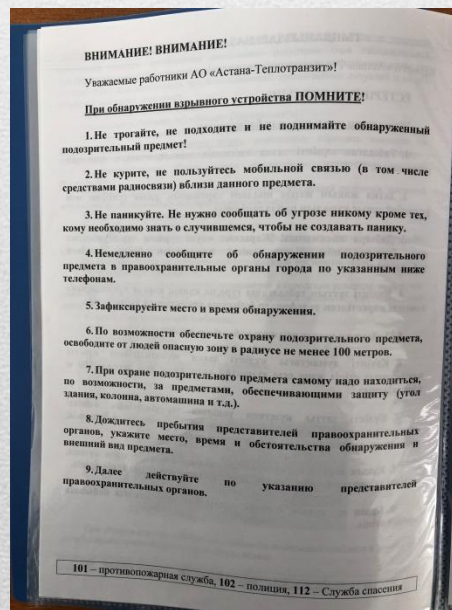 ВНИМАНИЕ! ВНИМАНИЕ!
Уважаемые работники АО «Астана-Теплотранзит»!
При обнаружении взрывного устройства ПОМНИТЕ!
1.Не трогайте, не подходите и не поднимайте обнаруженный
подозрительный предмет!
2.Не курите, не пользуйтесь мобильной связью (в том числе
средствами радиосвязи) вблизи данного предмета.
3.Не паникуйте. Не нужно сообщать об угрозе никому кроме тех,
кому необходимо знать о случившемся, чтобы не создавать панику.
4.Немедленно сообщите об обнаружении подозрительного
предмета в правоохранительные органы города по указанным ниже
телефонам.
5.Зафиксируйте место и время обнаружения.
6.По возможности обеспечьте охрану подозрительного предмета,
освободите от людей опасную зону в радиусе не менее 100 метров.
7.При охране подозрительного предмета самому надо находиться,
по возможности, за предметами, обеспечивающими защиту (угол
здания, колонна, автомашина и т.д.).
8.Дождитесь пребытия представителей правоохранительных
органов, укажите место, время и обстоятельства обнаружения и
внешний вид предмета.
9.Далее действуйте по указанию представителей
правоохранительных органов.
101 – противопожарная служба, 102 – полиция, 112 – Служба спасения